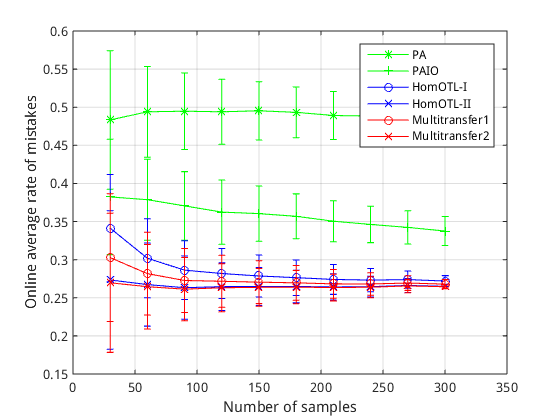 0.6
0.55
0.5
0.45
0.4
0.35
0.3
0.25
0.2
0.15
0 50 100 150 200 250 300 350
Number of samples
Online average rate of mistakes
PA
PAIO
HomOTL-I
HomOTL-II
Multitransfer1
Multitransfer2